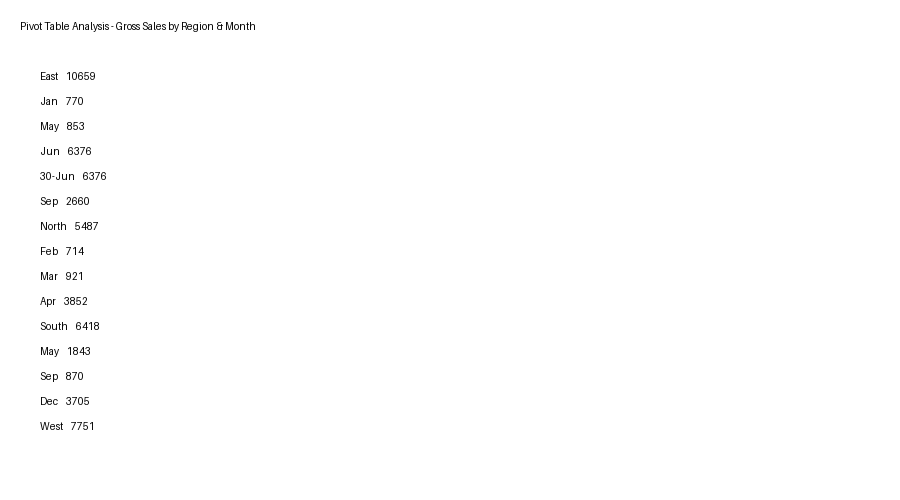 Pivot Table Analysis - Gross Sales by Region & Month
East 10659
Jan 770
May 853
Jun 6376
30-Jun 6376
Sep 2660
North 5487
Feb 714
Mar 921
Apr 3852
South 6418
May 1843
Sep 870
Dec 3705
West 7751